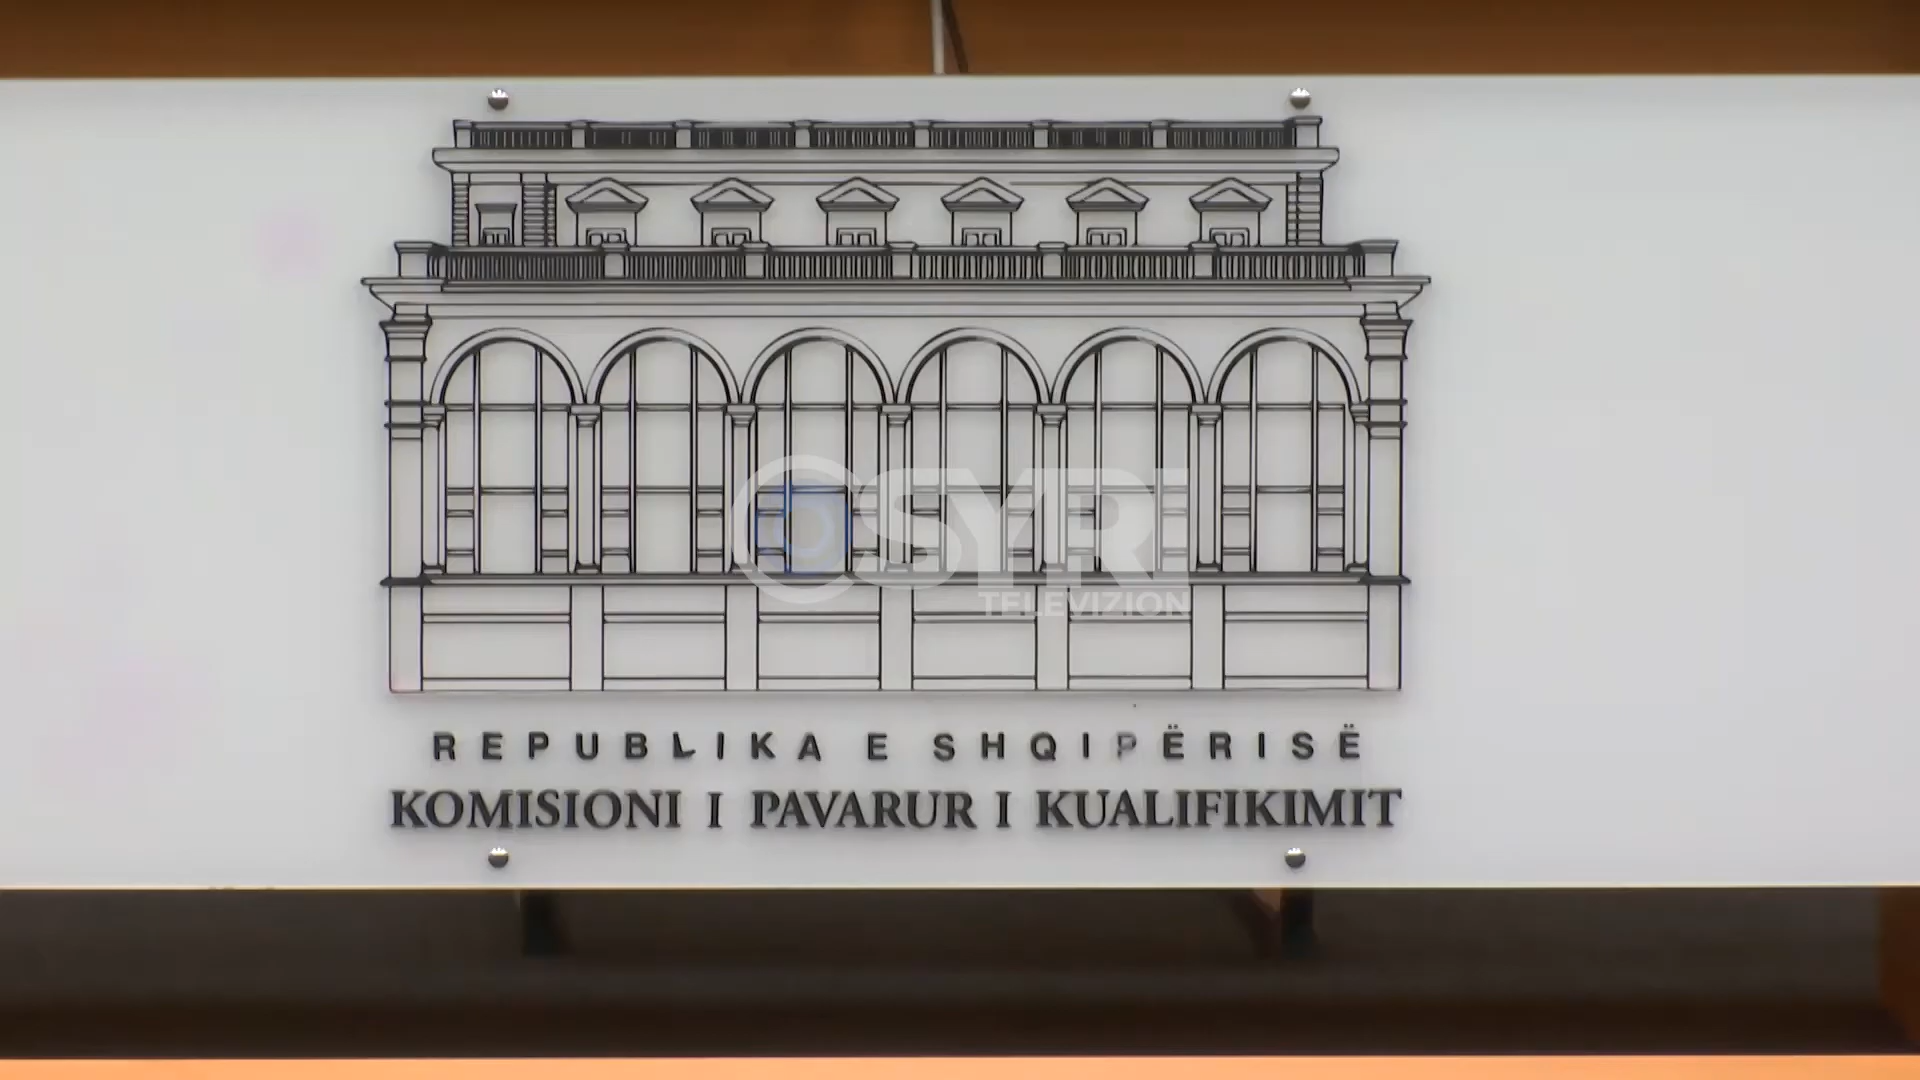 SYRI
TELEVIZION
REPUBLIKA E SHQIPËRISË
KOMISIONI I PAVARUR I KUALIFIKIMIT